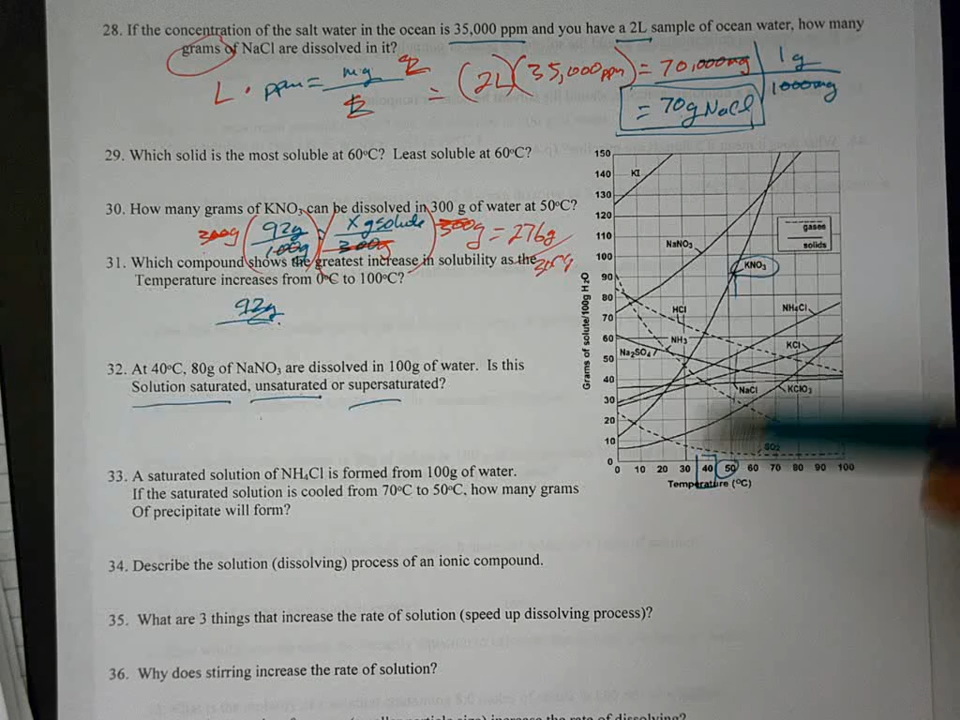 28. If the concentration of the salt water in the ocean is 35,000 ppm and you have a 2L sample of ocean water, how many
grams of NaCl are dissolved in it?
L · ppm = mg/L L = (2L)(35,000ppm) = 70,000mg | 1g
1000mg
= 70g NaCl
29. Which solid is the most soluble at 60°C? Least soluble at 60°C?
30. How many grams of KNO3 can be dissolved in 300 g of water at 50°C?
300g (92g/100g) = (x g solute/300g) 300g = 276g
31. Which compound shows the greatest increase in solubility as the
Temperature increases from 0°C to 100°C?
92g
32. At 40°C, 80g of NaNO3 are dissolved in 100g of water. Is this
Solution saturated, unsaturated or supersaturated?
33. A saturated solution of NH4Cl is formed from 100g of water.
If the saturated solution is cooled from 70°C to 50°C, how many grams
Of precipitate will form?
34. Describe the solution (dissolving) process of an ionic compound.
35. What are 3 things that increase the rate of solution (speed up dissolving process)?
36. Why does stirring increase the rate of solution?
increase the rate of dissolving?
Grams of solute/100g H2O
150
140
130
120
110
100
90
80
70
60
50
40
30
20
10
0
KI
NaNO3
gases
solids
KNO3
HCl
NH4Cl
NH3
KCl
Na2SO4
NaCl
KClO3
SO2
0 10 20 30 40 50 60 70 80 90 100
Temperature (°C)